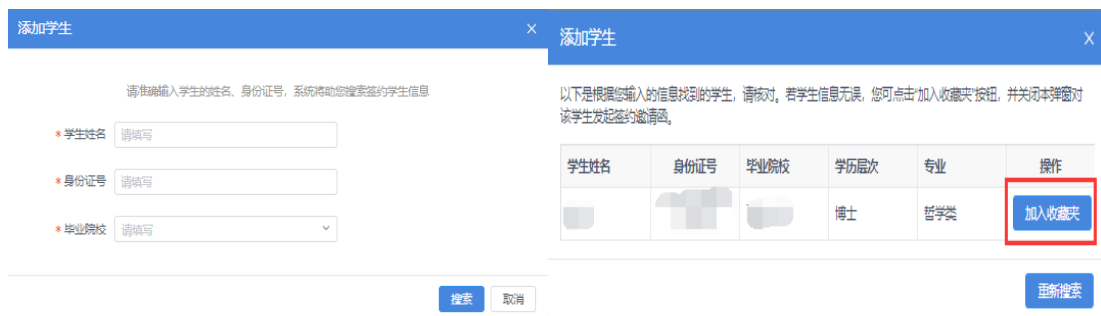 添加学生
请准确输入学生的姓名、身份证号，系统将助您搜索签约学生信息
* 学生姓名 请填写
* 身份证号 请填写
* 毕业院校 请填写
搜索 取消
添加学生
以下是根据您输入的信息找到的学生，请核对。若学生信息无误，您可点击“加入收藏夹”按钮，并关闭本弹窗对
该学生发起签约邀请函。
学生姓名 身份证号 毕业院校 学历层次 专业 操作
博士 哲学类 加入收藏夹
重新搜索